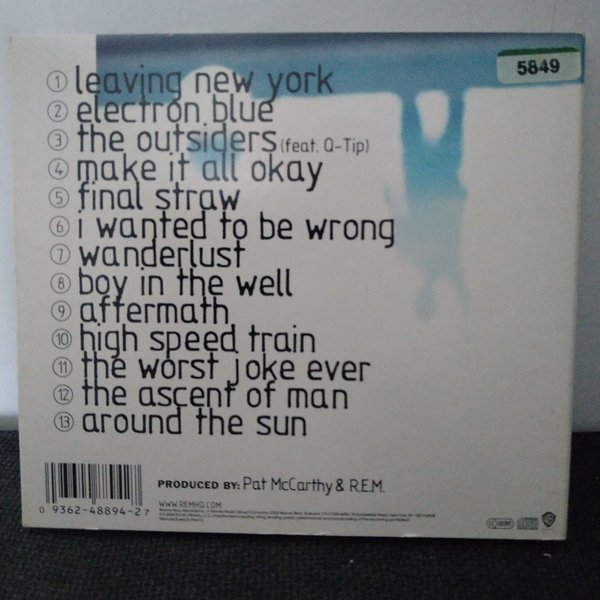 5849
1 leaving new york
2 electron blue
3 the outsiders (feat. Q-Tip)
4 make it all okay
5 final straw
6 i wanted to be wrong
7 wanderlust
8 boy in the well
9 aftermath
10 high speed train
11 the worst joke ever
12 the ascent of man
13 around the sun
PRODUCED BY: Pat McCarthy & R.E.M.
0 93624-88942-7
WWW.REMHQ.COM